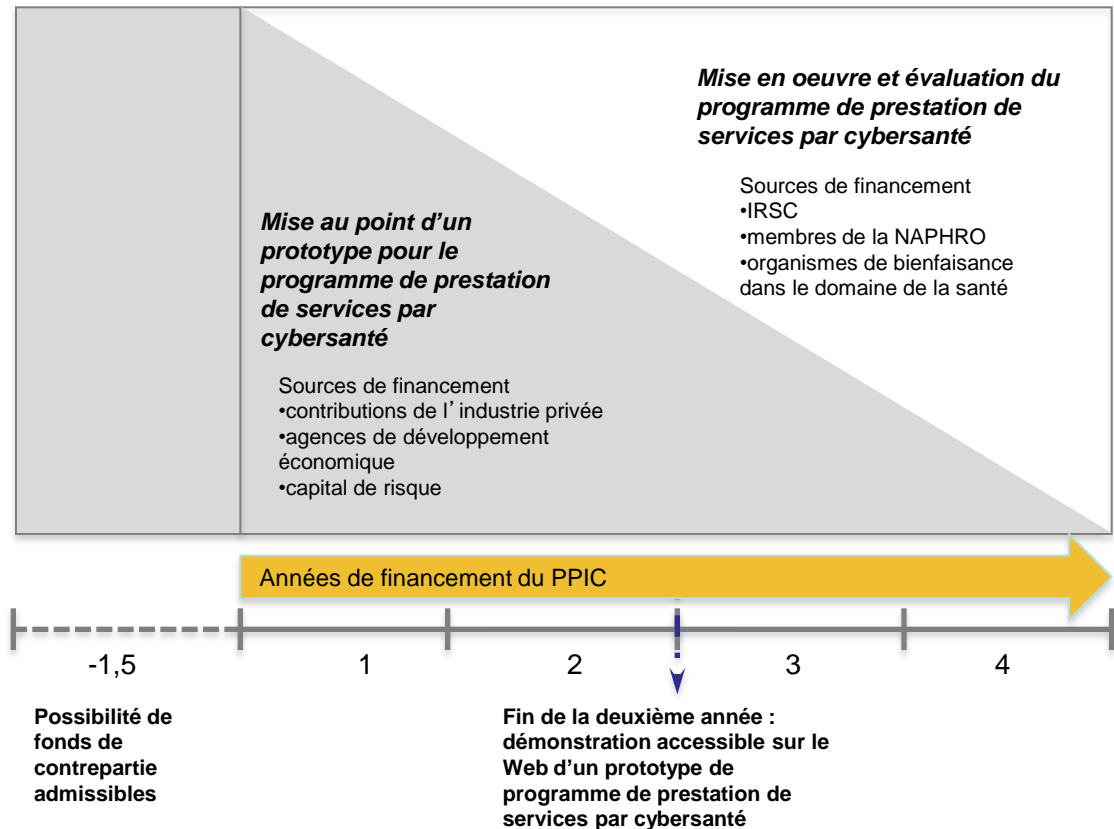 Mise en oeuvre et évaluation du
programme de prestation de
services par cybersanté
Sources de financement
•IRSC
•membres de la NAPHRO
•organismes de bienfaisance
dans le domaine de la santé
Mise au point d’un
prototype pour le
programme de prestation
de services par
cybersanté
Sources de financement
•contributions de l’industrie privée
•agences de développement
économique
•capital de risque
Années de financement du PPIC
-1,5
1
2
3
4
Possibilité de
fonds de
contrepartie
admissibles
Fin de la deuxième année :
démonstration accessible sur le
Web d’un prototype de
programme de prestation de
services par cybersanté